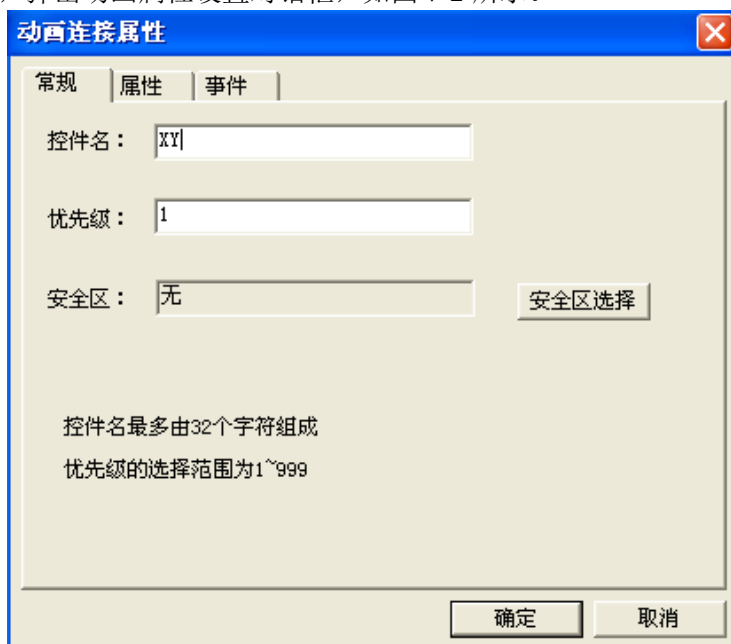 动画连接属性
常规 属性 事件
控件名： XY
优先级： 1
安全区： 无 安全区选择
控件名最多由32个字符组成
优先级的选择范围为1~999
确定 取消